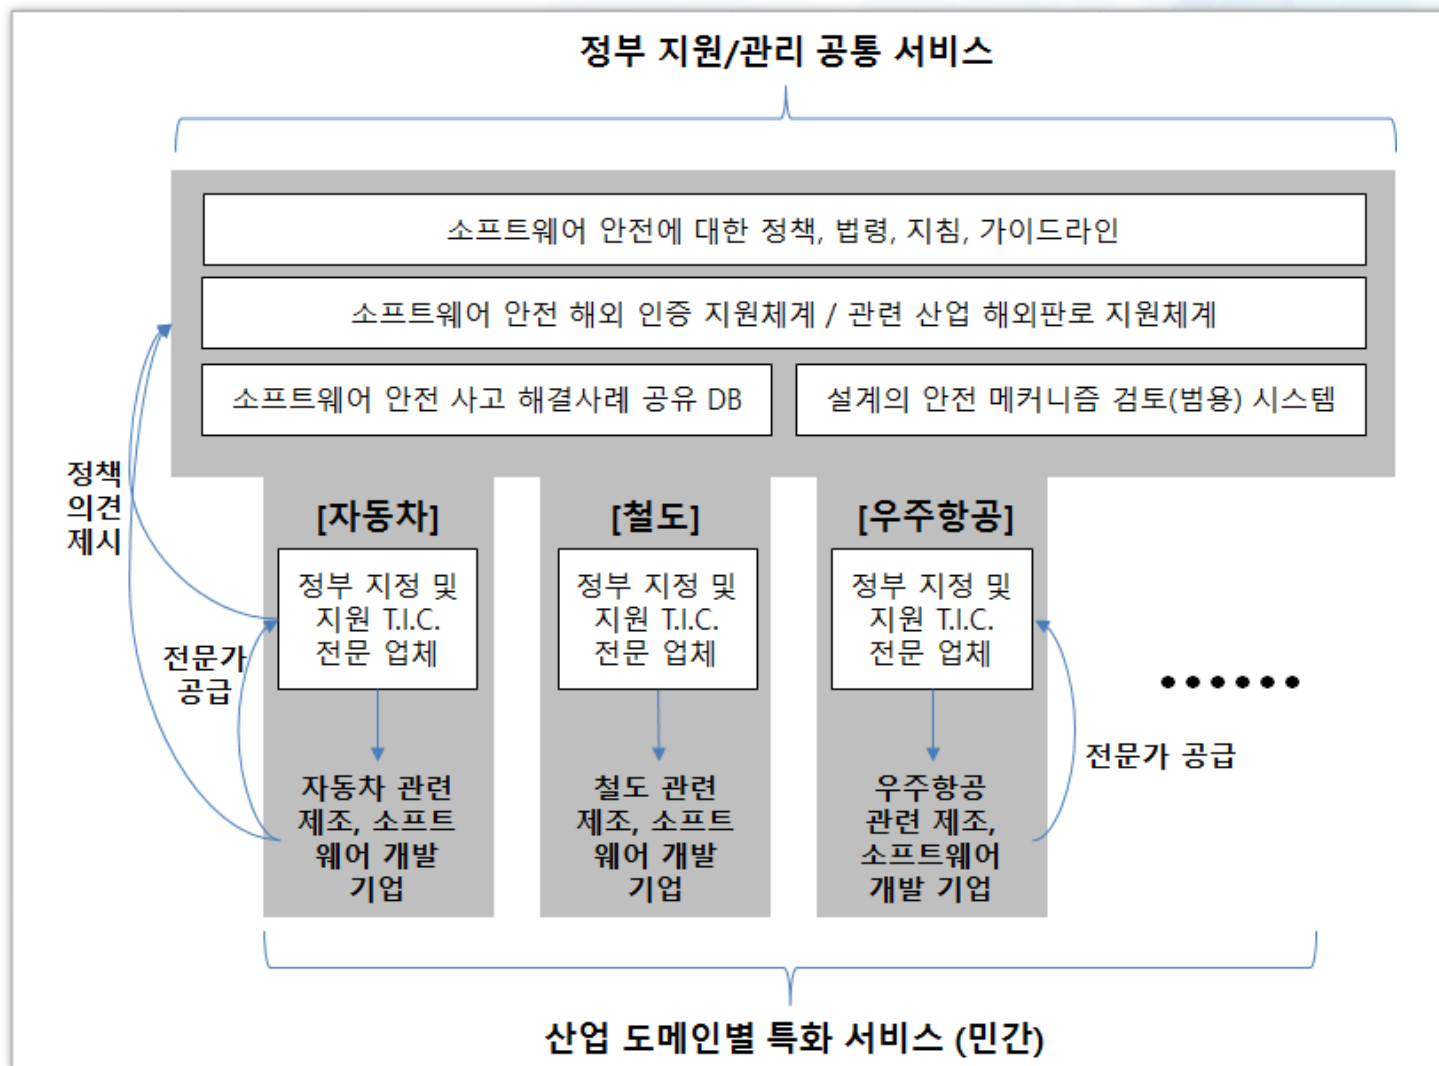 정부 지원/관리 공통 서비스
소프트웨어 안전에 대한 정책, 법령, 지침, 가이드라인
소프트웨어 안전 해외 인증 지원체계 / 관련 산업 해외판로 지원체계
소프트웨어 안전 사고 해결사례 공유 DB
설계의 안전 메커니즘 검토(범용) 시스템
정책
의견
제시
[자동차]
정부 지정 및
지원 T.I.C.
전문 업체
전문가
공급
자동차 관련
제조, 소프트
웨어 개발
기업
[철도]
정부 지정 및
지원 T.I.C.
전문 업체
철도 관련
제조, 소프트
웨어 개발
기업
[우주항공]
정부 지정 및
지원 T.I.C.
전문 업체
우주항공
관련 제조,
소프트웨어
개발 기업
전문가 공급
••••••
산업 도메인별 특화 서비스 (민간)